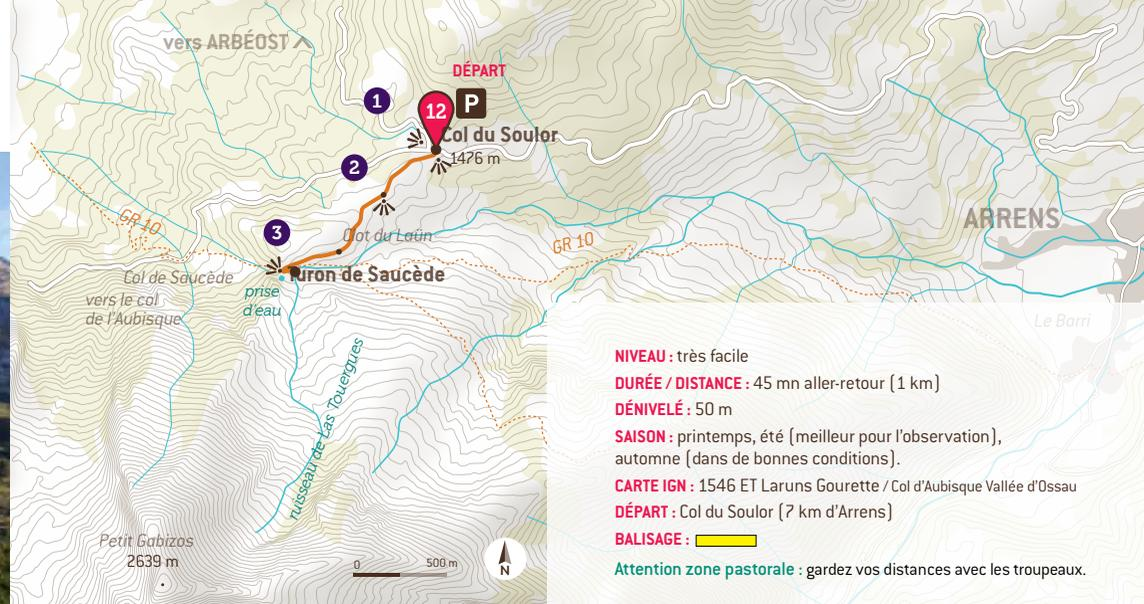 vers ARBÉOST
DÉPART
1
12
P
Col du Soulor
1476 m
2
3
GR 10
Clot du Laün
GR 10
ARRENS
Turon de Saucède
Col de Saucède
prise
d'eau
vers le col
de l'Aubisque
Le Barri
ruisseau de Las Touergues
Petit Gabizos
2639 m
0 500 m
N
NIVEAU : très facile
DURÉE / DISTANCE : 45 mn aller-retour (1 km)
DÉNIVELÉ : 50 m
SAISON : printemps, été (meilleur pour l'observation),
automne (dans de bonnes conditions).
CARTE IGN : 1546 ET Laruns Gourette / Col d'Aubisque Vallée d'Ossau
DÉPART : Col du Soulor (7 km d'Arrens)
BALISAGE :
Attention zone pastorale : gardez vos distances avec les troupeaux.